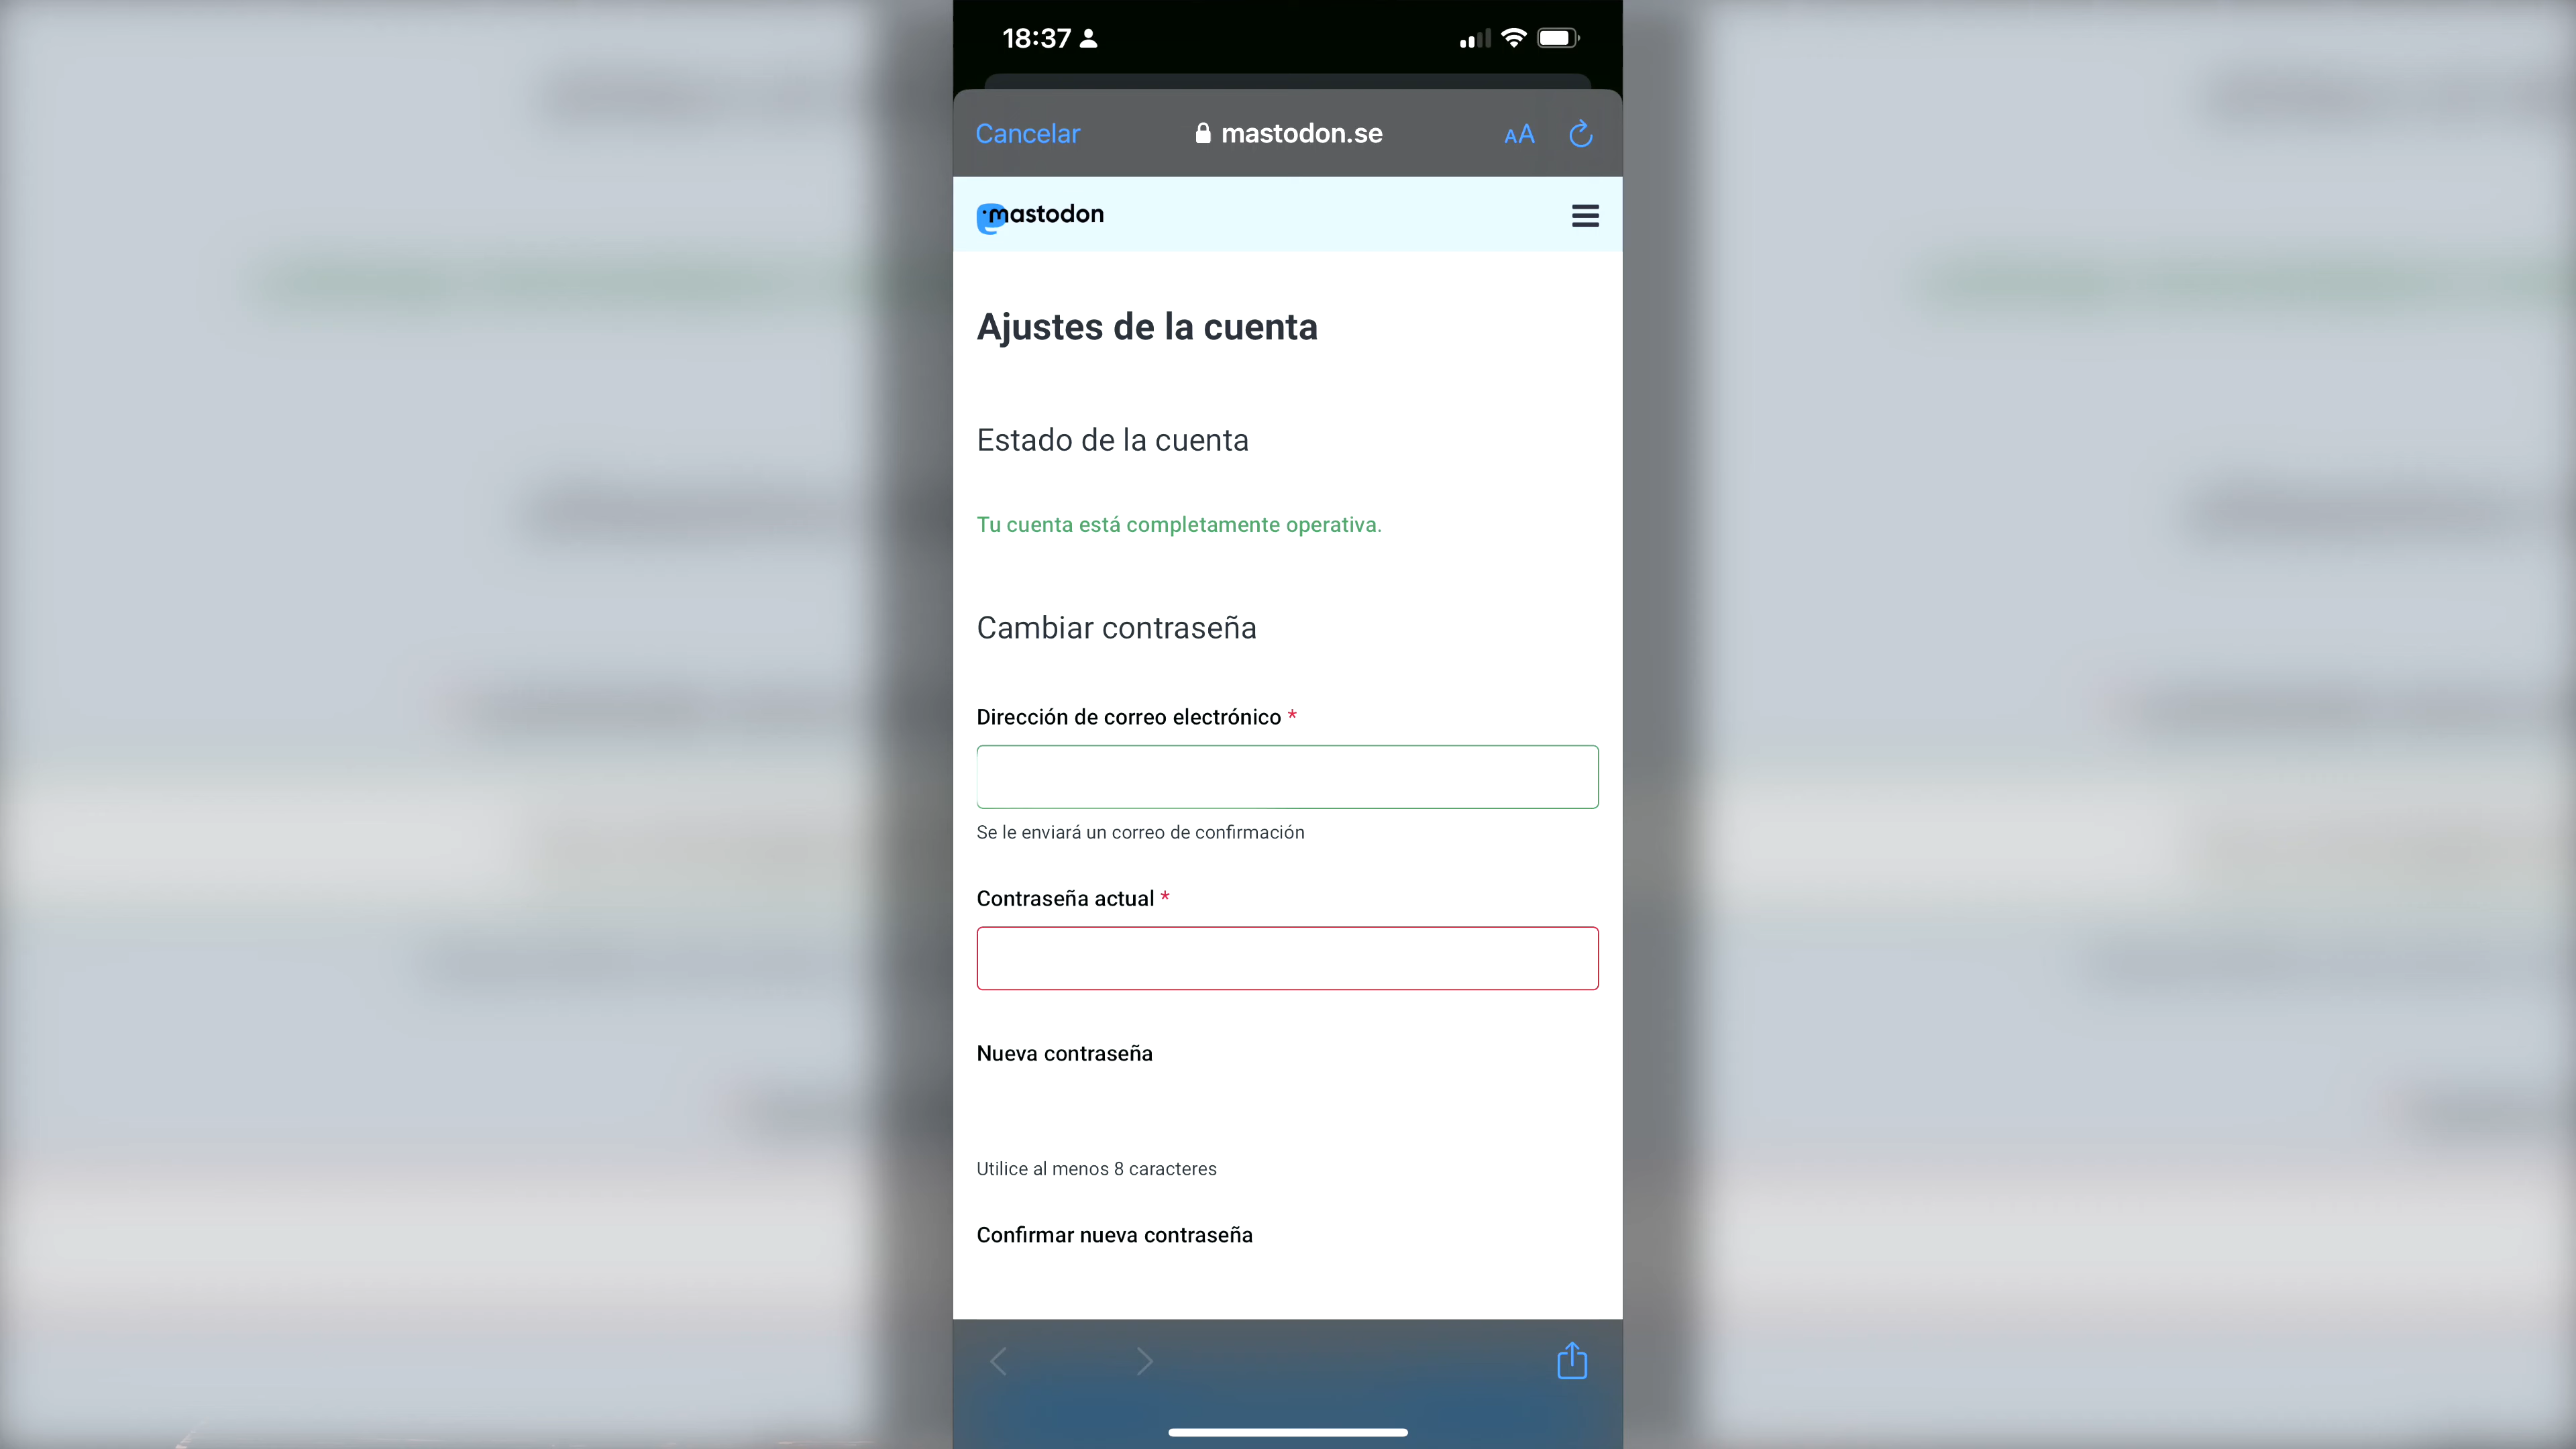 18:37
Cancelar
mastodon.se
AA
mastodon
Ajustes de la cuenta
Estado de la cuenta
Tu cuenta está completamente operativa.
Cambiar contraseña
Dirección de correo electrónico *
Se le enviará un correo de confirmación
Contraseña actual *
Nueva contraseña
Utilice al menos 8 caracteres
Confirmar nueva contraseña